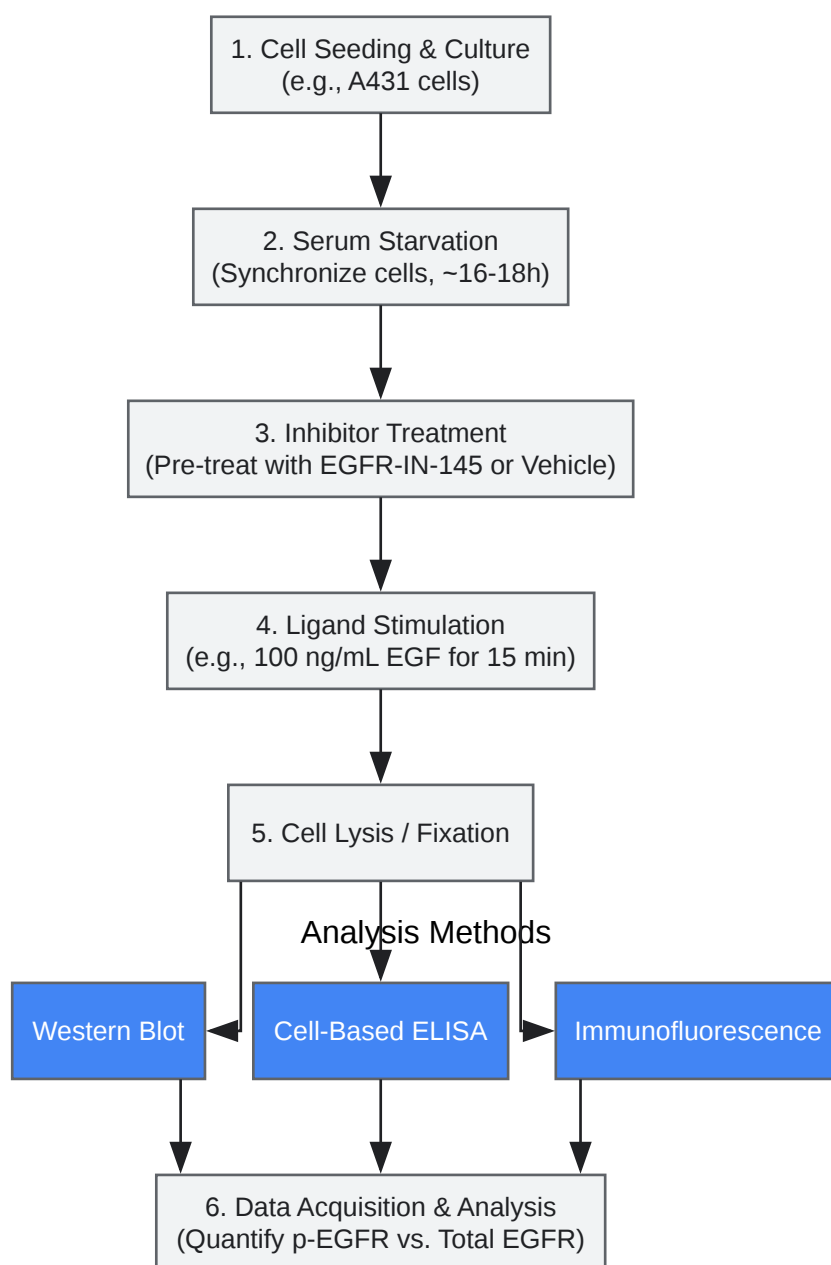 1. Cell Seeding & Culture
(e.g., A431 cells)
2. Serum Starvation
(Synchronize cells, ~16-18h)
3. Inhibitor Treatment
(Pre-treat with EGFR-IN-145 or Vehicle)
4. Ligand Stimulation
(e.g., 100 ng/mL EGF for 15 min)
5. Cell Lysis / Fixation
Analysis Methods
Western Blot
Cell-Based ELISA
Immunofluorescence
6. Data Acquisition & Analysis
(Quantify p-EGFR vs. Total EGFR)